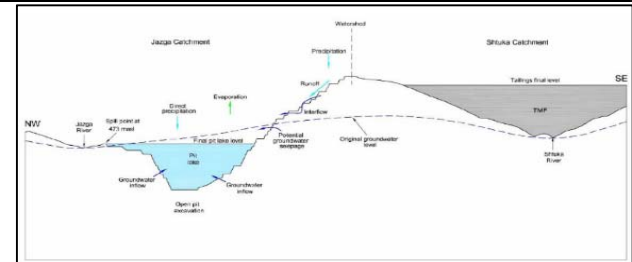 Watershed
Jazga Catchment
Shtuka Catchment
Precipitation
SE
Runoff
Tailings final level
Evaporation
Direct
precipitation
Interflow
TMF
NW
Jazga
River
Spill point at
473 masl
Final pit lake level
Potential
groundwater
seepage
Original groundwater
level
Pit
lake
Shtuka
River
Groundwater
inflow
Groundwater
inflow
Open pit
excavation